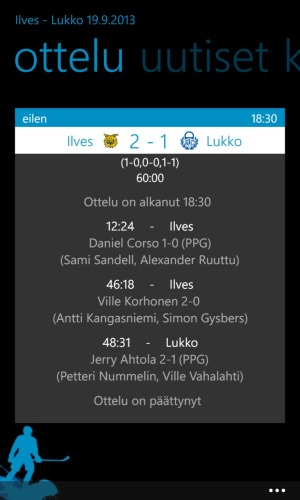 Ilves - Lukko 19.9.2013
ottelu uutiset k
eilen 18:30
Ilves 2 - 1 Lukko
(1-0,0-0,1-1)
60:00
Ottelu on alkanut 18:30
12:24 - Ilves
Daniel Corso 1-0 (PPG)
(Sami Sandell, Alexander Ruuttu)
46:18 - Ilves
Ville Korhonen 2-0
(Antti Kangasniemi, Simon Gysbers)
48:31 - Lukko
Jerry Ahtola 2-1 (PPG)
(Petteri Nummelin, Ville Vahalahti)
Ottelu on päättynyt